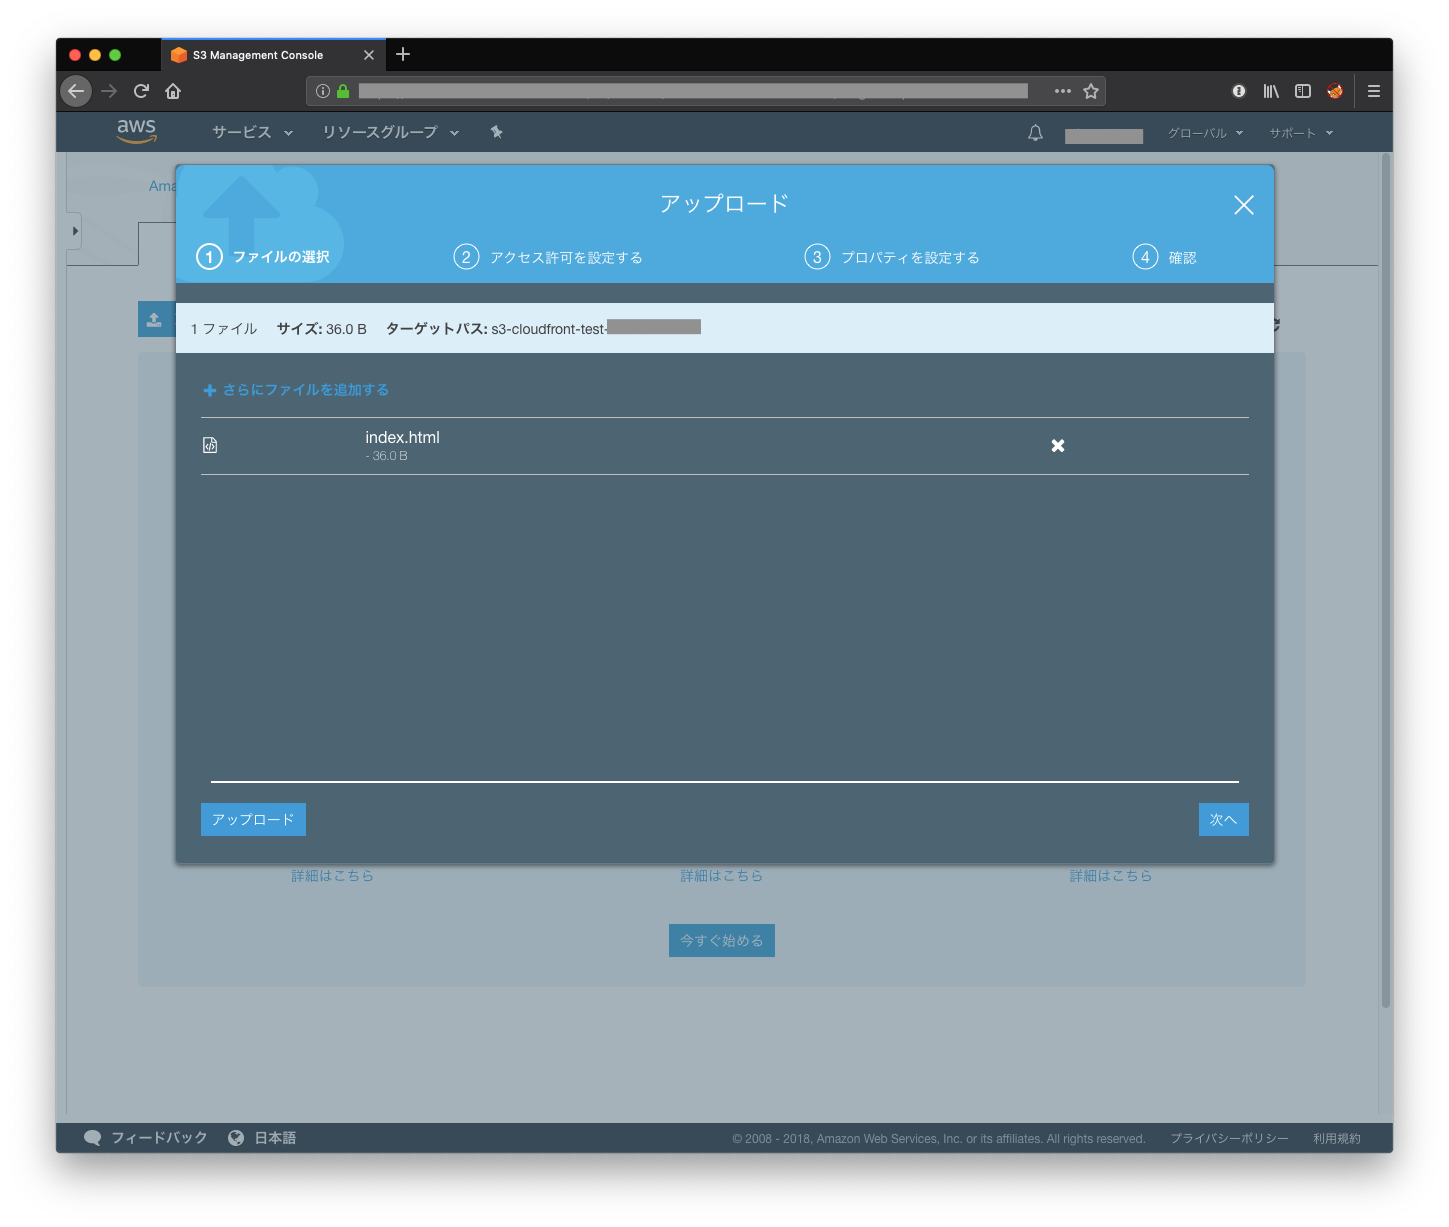 S3 Management Console
aws サービス リソースグループ グローバル サポート
Ama
アップロード
1 ファイルの選択 2 アクセス許可を設定する 3 プロパティを設定する 4 確認
1 ファイル サイズ: 36.0 B ターゲットパス: s3-cloudfront-test-
さらにファイルを追加する
index.html
- 36.0 B
アップロード 次へ
詳細はこちら 詳細はこちら 詳細はこちら
今すぐ始める
フィードバック 日本語 © 2008 - 2018, Amazon Web Services, Inc. or its affiliates. All rights reserved. プライバシーポリシー 利用規約